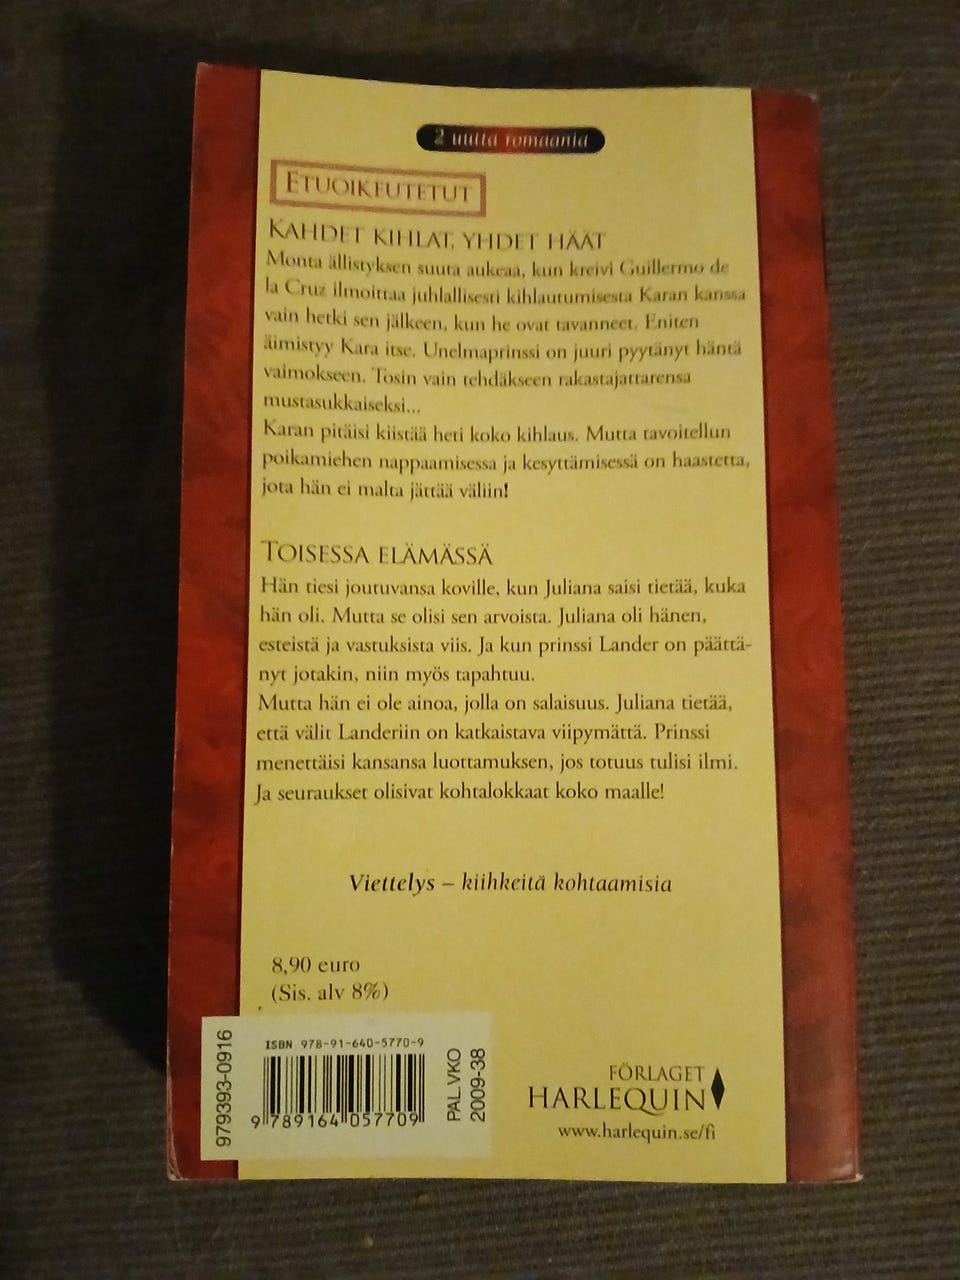 2 uutta romaania
ETUOIKEUTETUT
KAHDET KIHLAT, YHDET HÄÄT
Monta ällistyksen suuta aukeaa, kun kreivi Guillermo de
la Cruz ilmoittaa juhlallisesti kihlautumisesta Karan kanssa
vain hetki sen jälkeen, kun he ovat tavanneet. Eniten
äimistyy Kara itse. Unelmaprinssi on juuri pyytänyt häntä
vaimokseen. Tosin vain tehdäkseen rakastajattarensa
mustasukkaiseksi...
Karan pitäisi kiistää heti koko kihlaus. Mutta tavoitellun
poikamiehen nappaamisessa ja kesyttämisessä on haastetta,
jota hän ei malta jättää väliin!
TOISESSA ELÄMÄSSÄ
Hän tiesi joutuvansa koville, kun Juliana saisi tietää, kuka
hän oli. Mutta se olisi sen arvoista. Juliana oli hänen,
esteistä ja vastuksista viis. Ja kun prinssi Lander on päättä-
nyt jotakin, niin myös tapahtuu.
Mutta hän ei ole ainoa, jolla on salaisuus. Juliana tietää,
että välit Landeriin on katkaistava viipymättä. Prinssi
menettäisi kansansa luottamuksen, jos totuus tulisi ilmi.
Ja seuraukset olisivat kohtalokkaat koko maalle!
Viettelys – kiihkeitä kohtaamisia
8,90 euro
(Sis. alv 8%)
979393-0916
ISBN 978-91-640-5770-9
9 789164 057709
PAL.VKO
2009-38
FÖRLAGET
HARLEQUIN
www.harlequin.se/fi